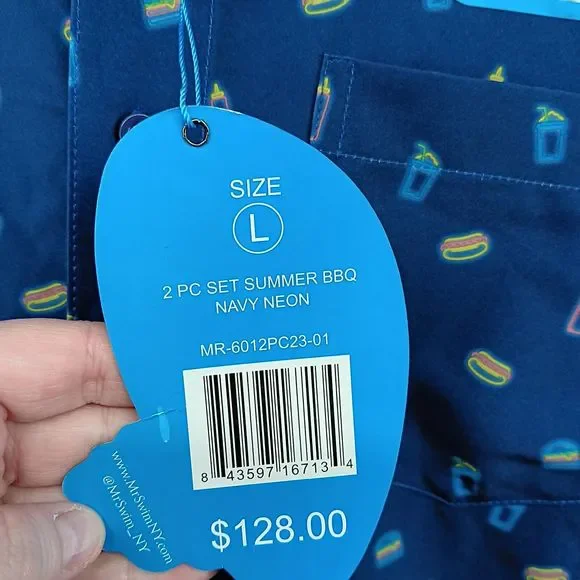 SIZE
L
2 PC SET SUMMER BBQ
NAVY NEON
MR-6012PC23-01
8 43597 16713 4
$128.00
www.MrSwimNY.com
@MrSwim_NY